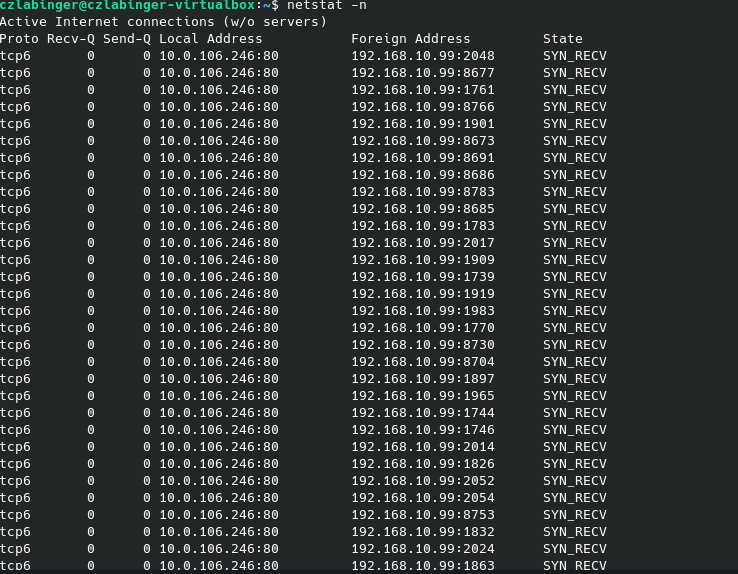 czlabinger@czlabinger-virtualbox:~$ netstat -n
Active Internet connections (w/o servers)
Proto Recv-Q Send-Q Local Address           Foreign Address         State
tcp6       0      0 10.0.106.246:80         192.168.10.99:2048      SYN_RECV
tcp6       0      0 10.0.106.246:80         192.168.10.99:8677      SYN_RECV
tcp6       0      0 10.0.106.246:80         192.168.10.99:1761      SYN_RECV
tcp6       0      0 10.0.106.246:80         192.168.10.99:8766      SYN_RECV
tcp6       0      0 10.0.106.246:80         192.168.10.99:1901      SYN_RECV
tcp6       0      0 10.0.106.246:80         192.168.10.99:8673      SYN_RECV
tcp6       0      0 10.0.106.246:80         192.168.10.99:8691      SYN_RECV
tcp6       0      0 10.0.106.246:80         192.168.10.99:8686      SYN_RECV
tcp6       0      0 10.0.106.246:80         192.168.10.99:8783      SYN_RECV
tcp6       0      0 10.0.106.246:80         192.168.10.99:8685      SYN_RECV
tcp6       0      0 10.0.106.246:80         192.168.10.99:1783      SYN_RECV
tcp6       0      0 10.0.106.246:80         192.168.10.99:2017      SYN_RECV
tcp6       0      0 10.0.106.246:80         192.168.10.99:1909      SYN_RECV
tcp6       0      0 10.0.106.246:80         192.168.10.99:1739      SYN_RECV
tcp6       0      0 10.0.106.246:80         192.168.10.99:1919      SYN_RECV
tcp6       0      0 10.0.106.246:80         192.168.10.99:1983      SYN_RECV
tcp6       0      0 10.0.106.246:80         192.168.10.99:1770      SYN_RECV
tcp6       0      0 10.0.106.246:80         192.168.10.99:8730      SYN_RECV
tcp6       0      0 10.0.106.246:80         192.168.10.99:8704      SYN_RECV
tcp6       0      0 10.0.106.246:80         192.168.10.99:1897      SYN_RECV
tcp6       0      0 10.0.106.246:80         192.168.10.99:1965      SYN_RECV
tcp6       0      0 10.0.106.246:80         192.168.10.99:1744      SYN_RECV
tcp6       0      0 10.0.106.246:80         192.168.10.99:1746      SYN_RECV
tcp6       0      0 10.0.106.246:80         192.168.10.99:2014      SYN_RECV
tcp6       0      0 10.0.106.246:80         192.168.10.99:1826      SYN_RECV
tcp6       0      0 10.0.106.246:80         192.168.10.99:2052      SYN_RECV
tcp6       0      0 10.0.106.246:80         192.168.10.99:2054      SYN_RECV
tcp6       0      0 10.0.106.246:80         192.168.10.99:8753      SYN_RECV
tcp6       0      0 10.0.106.246:80         192.168.10.99:1832      SYN_RECV
tcp6       0      0 10.0.106.246:80         192.168.10.99:2024      SYN_RECV
tcp6       0      0 10.0.106.246:80         192.168.10.99:1863      SYN_RECV